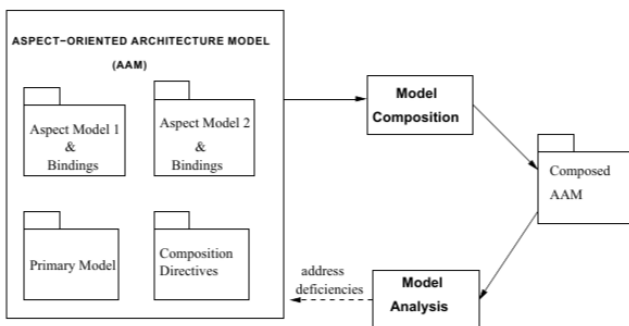 ASPECT−ORIENTED ARCHITECTURE MODEL
(AAM)
Aspect Model 1
&
Bindings
Aspect Model 2
&
Bindings
Primary Model
Composition
Directives
Model
Composition
Composed
AAM
Model
Analysis
address
deficiencies